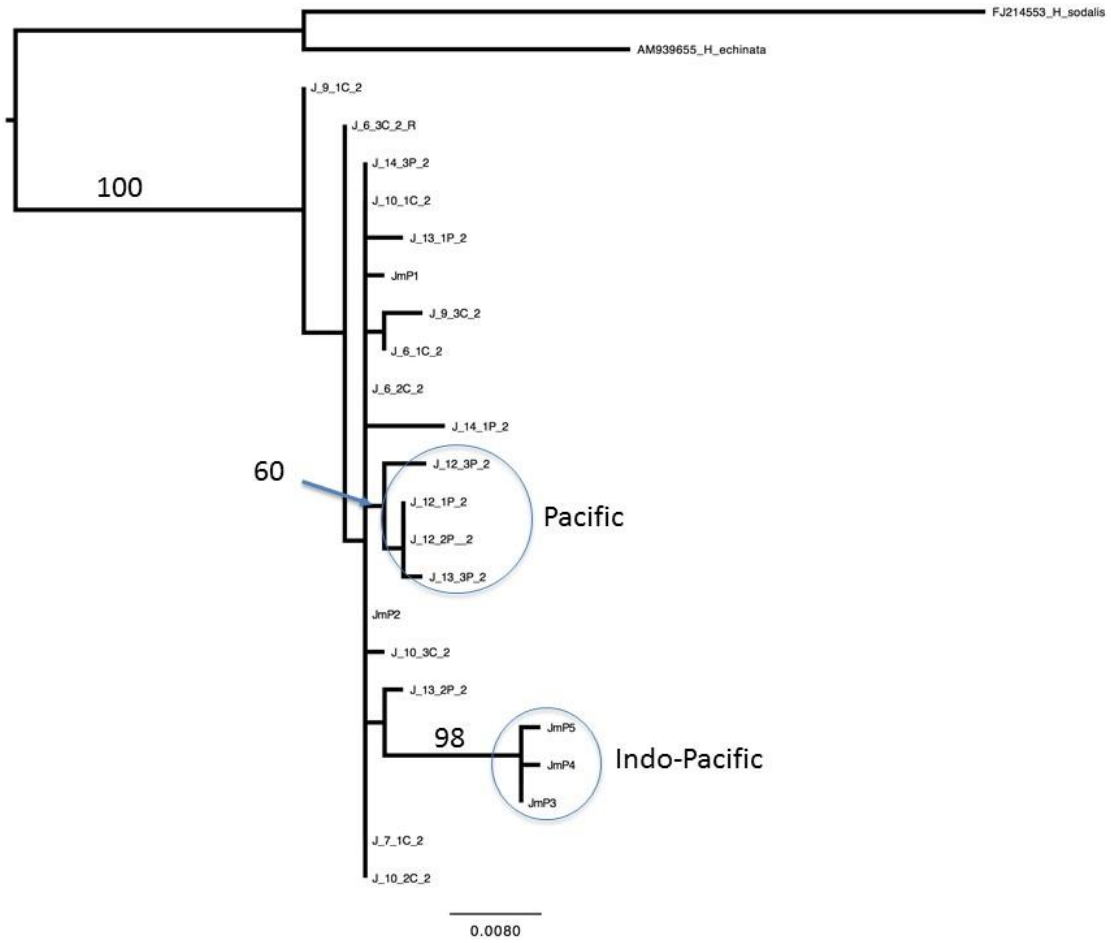 FJ214553_H_sodalis
AM939655_H_echinata
J_9_1C_2
J_6_3C_2_R
J_14_3P_2
100
J_10_1C_2
J_13_1P_2
JmP1
J_9_3C_2
J_6_1C_2
J_6_2C_2
J_14_1P_2
J_12_3P_2
60
J_12_1P_2
Pacific
J_12_2P__2
J_13_3P_2
JmP2
J_10_3C_2
J_13_2P_2
JmP5
98
Indo-Pacific
JmP4
JmP3
J_7_1C_2
J_10_2C_2
0.0080